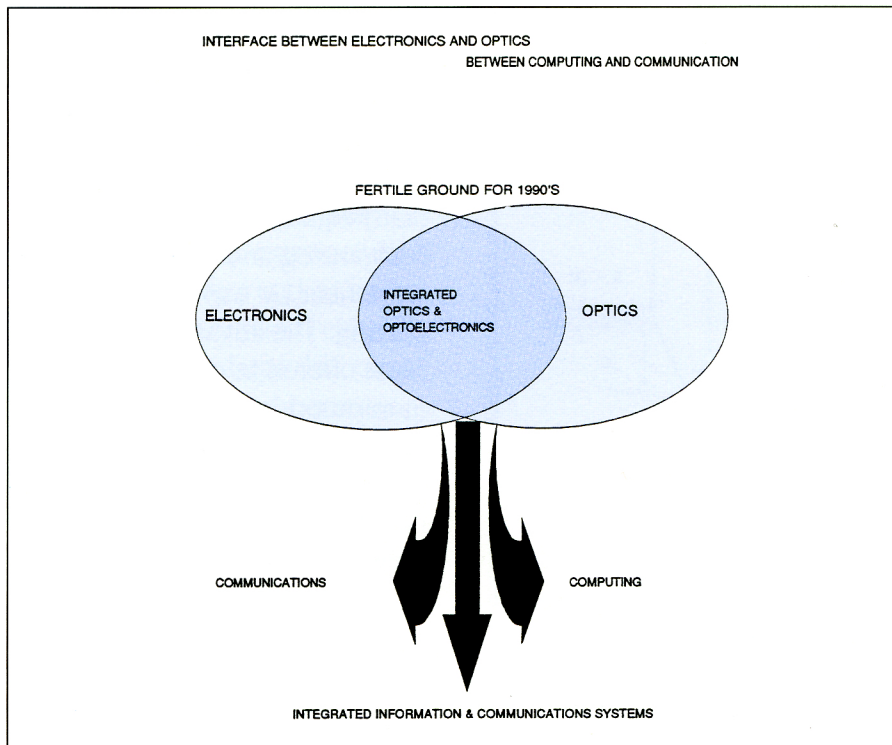 INTERFACE BETWEEN ELECTRONICS AND OPTICS
BETWEEN COMPUTING AND COMMUNICATION
FERTILE GROUND FOR 1990'S
ELECTRONICS
INTEGRATED
OPTICS &
OPTOELECTRONICS
OPTICS
COMMUNICATIONS
COMPUTING
INTEGRATED INFORMATION & COMMUNICATIONS SYSTEMS